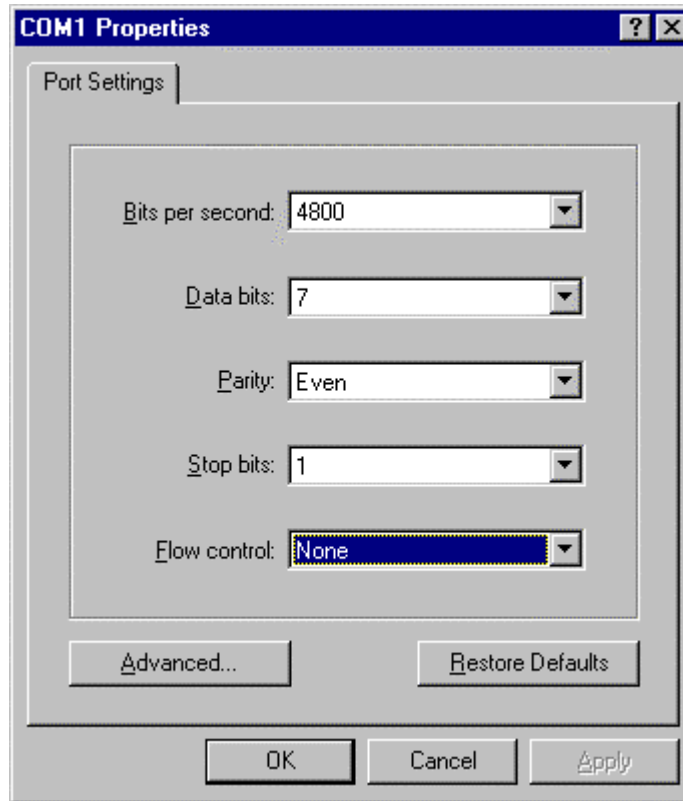 COM1 Properties
Port Settings
Bits per second: 4800
Data bits: 7
Parity: Even
Stop bits: 1
Flow control: None
Advanced... Restore Defaults
OK Cancel Apply